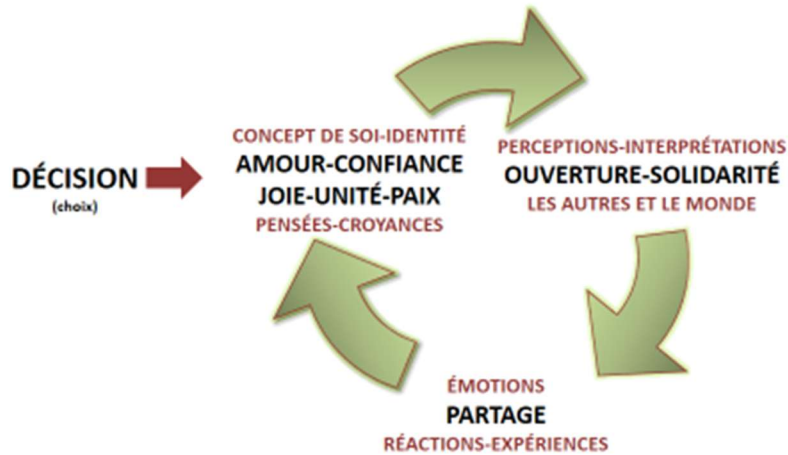 DÉCISION
(choix)
CONCEPT DE SOI-IDENTITÉ
AMOUR-CONFIANCE
JOIE-UNITÉ-PAIX
PENSÉES-CROYANCES
PERCEPTIONS-INTERPRÉTATIONS
OUVERTURE-SOLIDARITÉ
LES AUTRES ET LE MONDE
ÉMOTIONS
PARTAGE
RÉACTIONS-EXPÉRIENCES